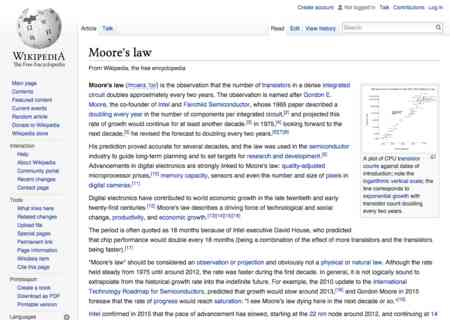 Create account Not logged in Talk Contributions Log in
Article Talk Read Edit View history Search
WIKIPEDIA
The Free Encyclopedia
Main page
Contents
Featured content
Current events
Random article
Donate to Wikipedia
Wikipedia store
Interaction
Help
About Wikipedia
Community portal
Recent changes
Contact page
Tools
What links here
Related changes
Upload file
Special pages
Permanent link
Page information
Wikidata item
Cite this page
Print/export
Create a book
Download as PDF
Printable version
Moore's law
From Wikipedia, the free encyclopedia
Moore's law is the observation that the number of transistors in a dense integrated
circuit doubles approximately every two years. The observation is named after Gordon E.
Moore, the co-founder of Intel and Fairchild Semiconductor, whose 1965 paper described a
doubling every year in the number of components per integrated circuit, and projected this
rate of growth would continue for at least another decade. In 1975, looking forward to the
next decade, he revised the forecast to doubling every two years.
His prediction proved accurate for several decades, and the law was used in the semiconductor
industry to guide long-term planning to set targets for research and development.
Advancements in digital electronics are strongly linked to Moore's law: quality-adjusted
microprocessor prices, memory capacity, sensors and even the number and size of pixels in
digital cameras.
Digital electronics have contributed to world economic growth in the late twentieth and early
twenty-first centuries. Moore's law describes a driving force of technological and social
change, productivity, and economic growth.
The period is often quoted as 18 months because of Intel executive David House, who predicted
that chip performance would double every 18 months (being a combination of the effect of more transistors and the transistors
being faster).
"Moore's law" should be considered an observation or projection and obviously not a physical or natural law. Although the rate
held steady from 1975 until around 2012, the rate was faster during the first decade. In general, it is not logically sound to
extrapolate from the historical growth rate into the indefinite future. For example, the 2010 update to the International
Technology Roadmap for Semiconductors, predicted that growth would slow around 2013, and Gordon Moore in 2015
foresaw that the rate of progress would reach saturation: "I see Moore's law dying here in the next decade or so."
Intel confirmed in 2015 that the pace of advancement has slowed, starting at the 22 nm node around 2012, and continuing at 14
A plot of CPU transistor
counts against dates of
introduction; note the
logarithmic vertical scale; the
line corresponds to
exponential growth with
transistor count doubling
every two years.